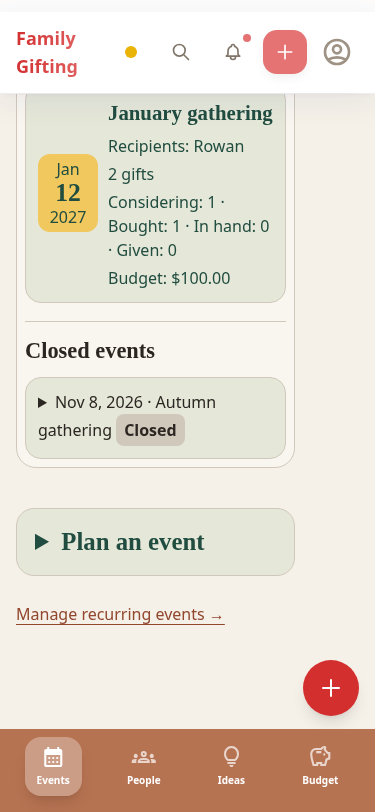 Family
Gifting
January gathering
Jan
12
2027
Recipients: Rowan
2 gifts
Considering: 1 ·
Bought: 1 · In hand: 0
· Given: 0
Budget: $100.00
Closed events
Nov 8, 2026 · Autumn
gathering Closed
Plan an event
Manage recurring events →
Events
People
Ideas
Budget